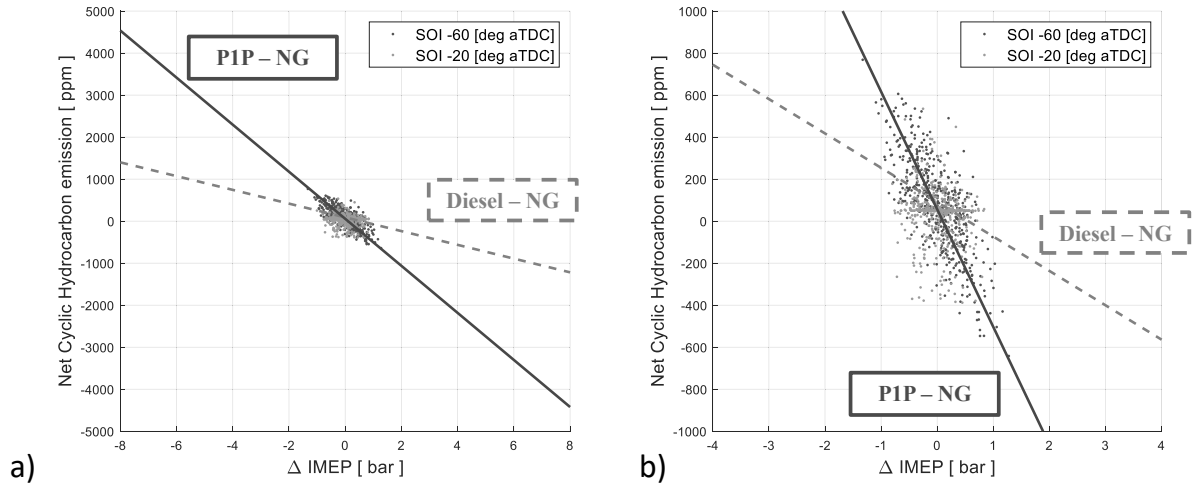 P1P – NG
SOI -60 [deg aTDC]
SOI -20 [deg aTDC]
Diesel – NG
5000
4000
3000
2000
1000
0
-1000
-2000
-3000
-4000
-5000
Net Cyclic Hydrocarbon emission [ ppm ]
-8
-6
-4
-2
0
2
4
6
8
Δ IMEP [ bar ]
a)
SOI -60 [deg aTDC]
SOI -20 [deg aTDC]
Diesel – NG
P1P – NG
1000
800
600
400
200
0
-200
-400
-600
-800
-1000
Net Cyclic Hydrocarbon emission [ ppm ]
-4
-3
-2
-1
0
1
2
3
4
Δ IMEP [ bar ]
b)